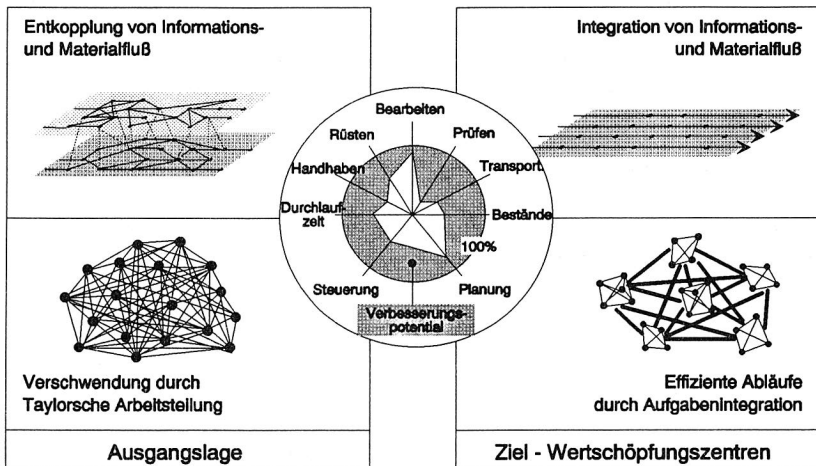 Entkopplung von Informations-
und Materialfluß
Integration von Informations-
und Materialfluß
Bearbeiten
Rüsten
Prüfen
Handhaben
Transport.
Durchlauf-
zeit
Bestände
100%
Steuerung
Planung
Verbesserungs-
potential
Verschwendung durch
Taylorsche Arbeitsteilung
Effiziente Abläufe
durch Aufgabenintegration
Ausgangslage
Ziel - Wertschöpfungszentren